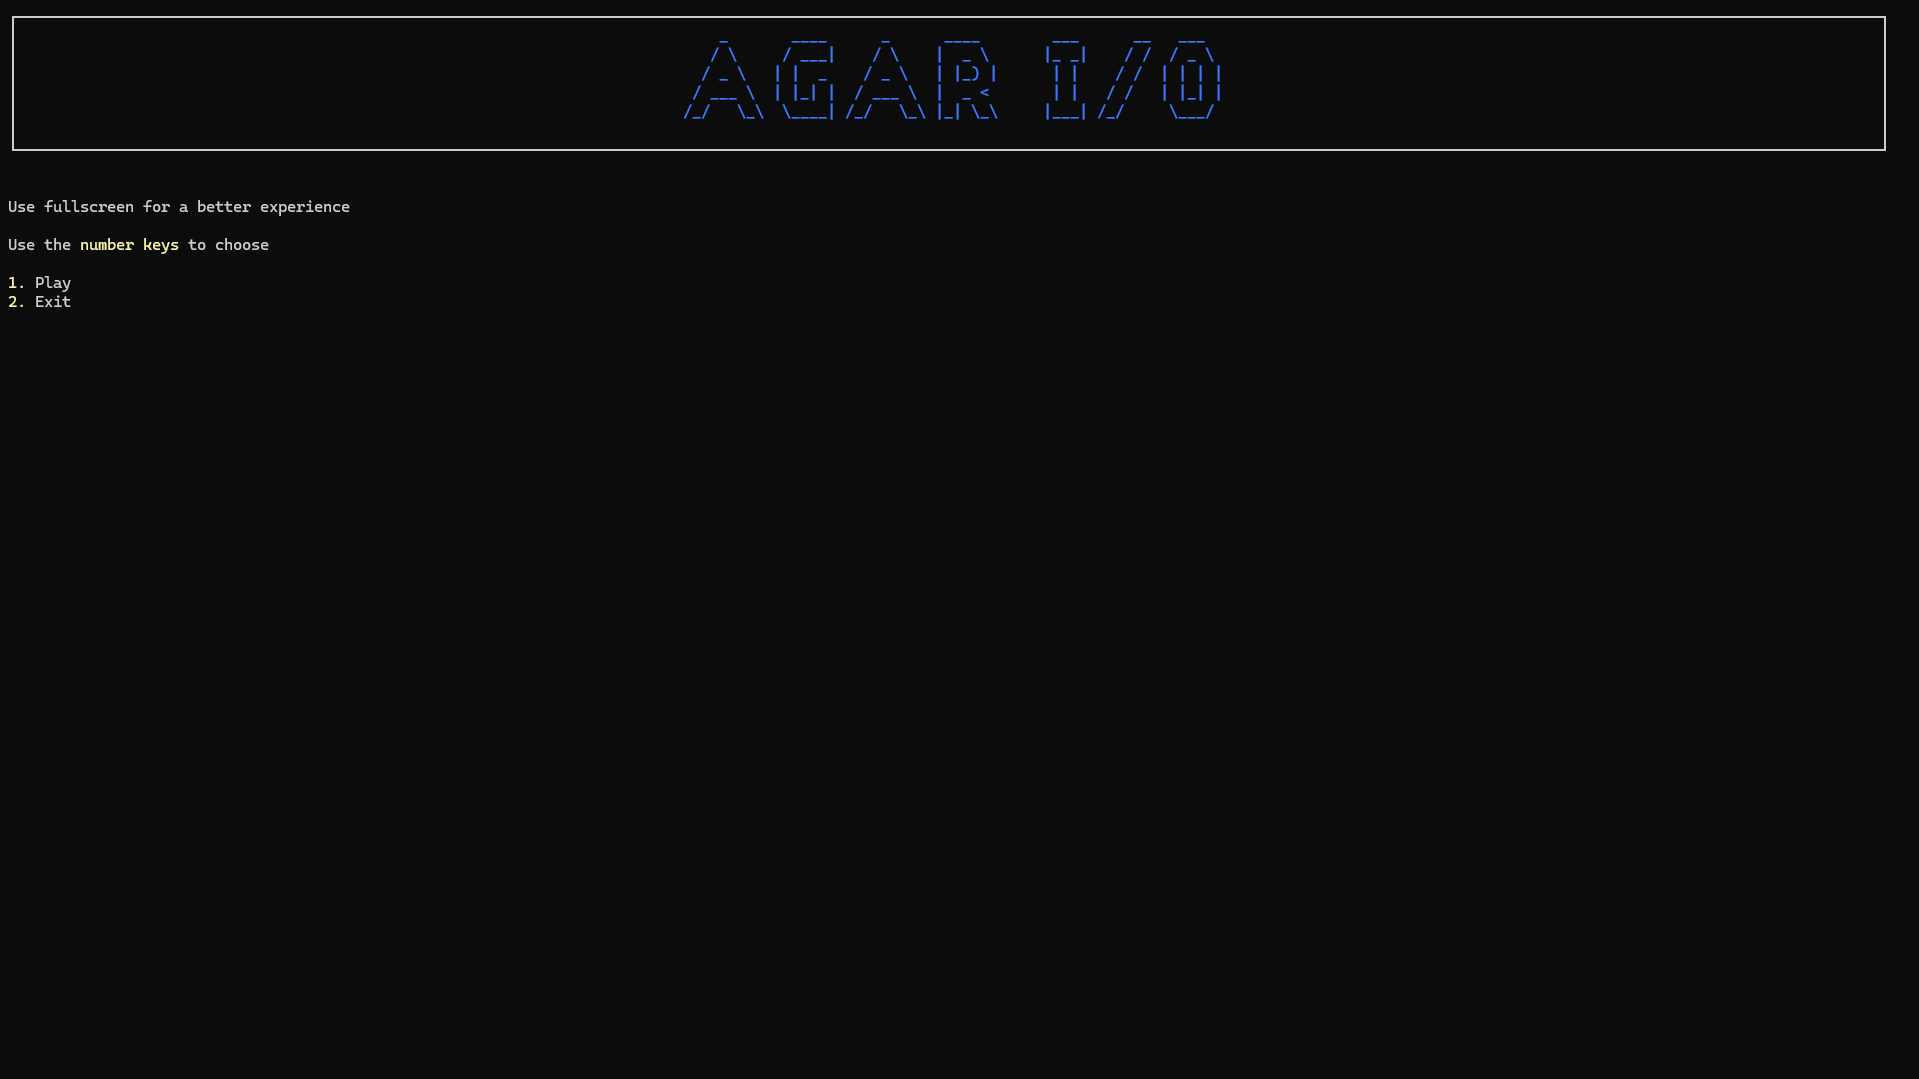 AGAR I/O
Use fullscreen for a better experience
Use the number keys to choose
1. Play
2. Exit